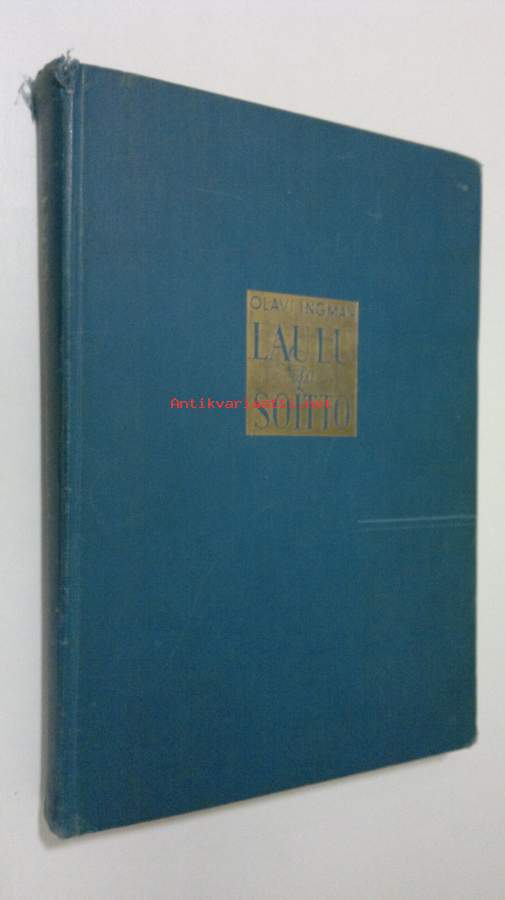 OLAVI INGMAN
LAULU
ja
Antikvariaatti.net
SOITTO